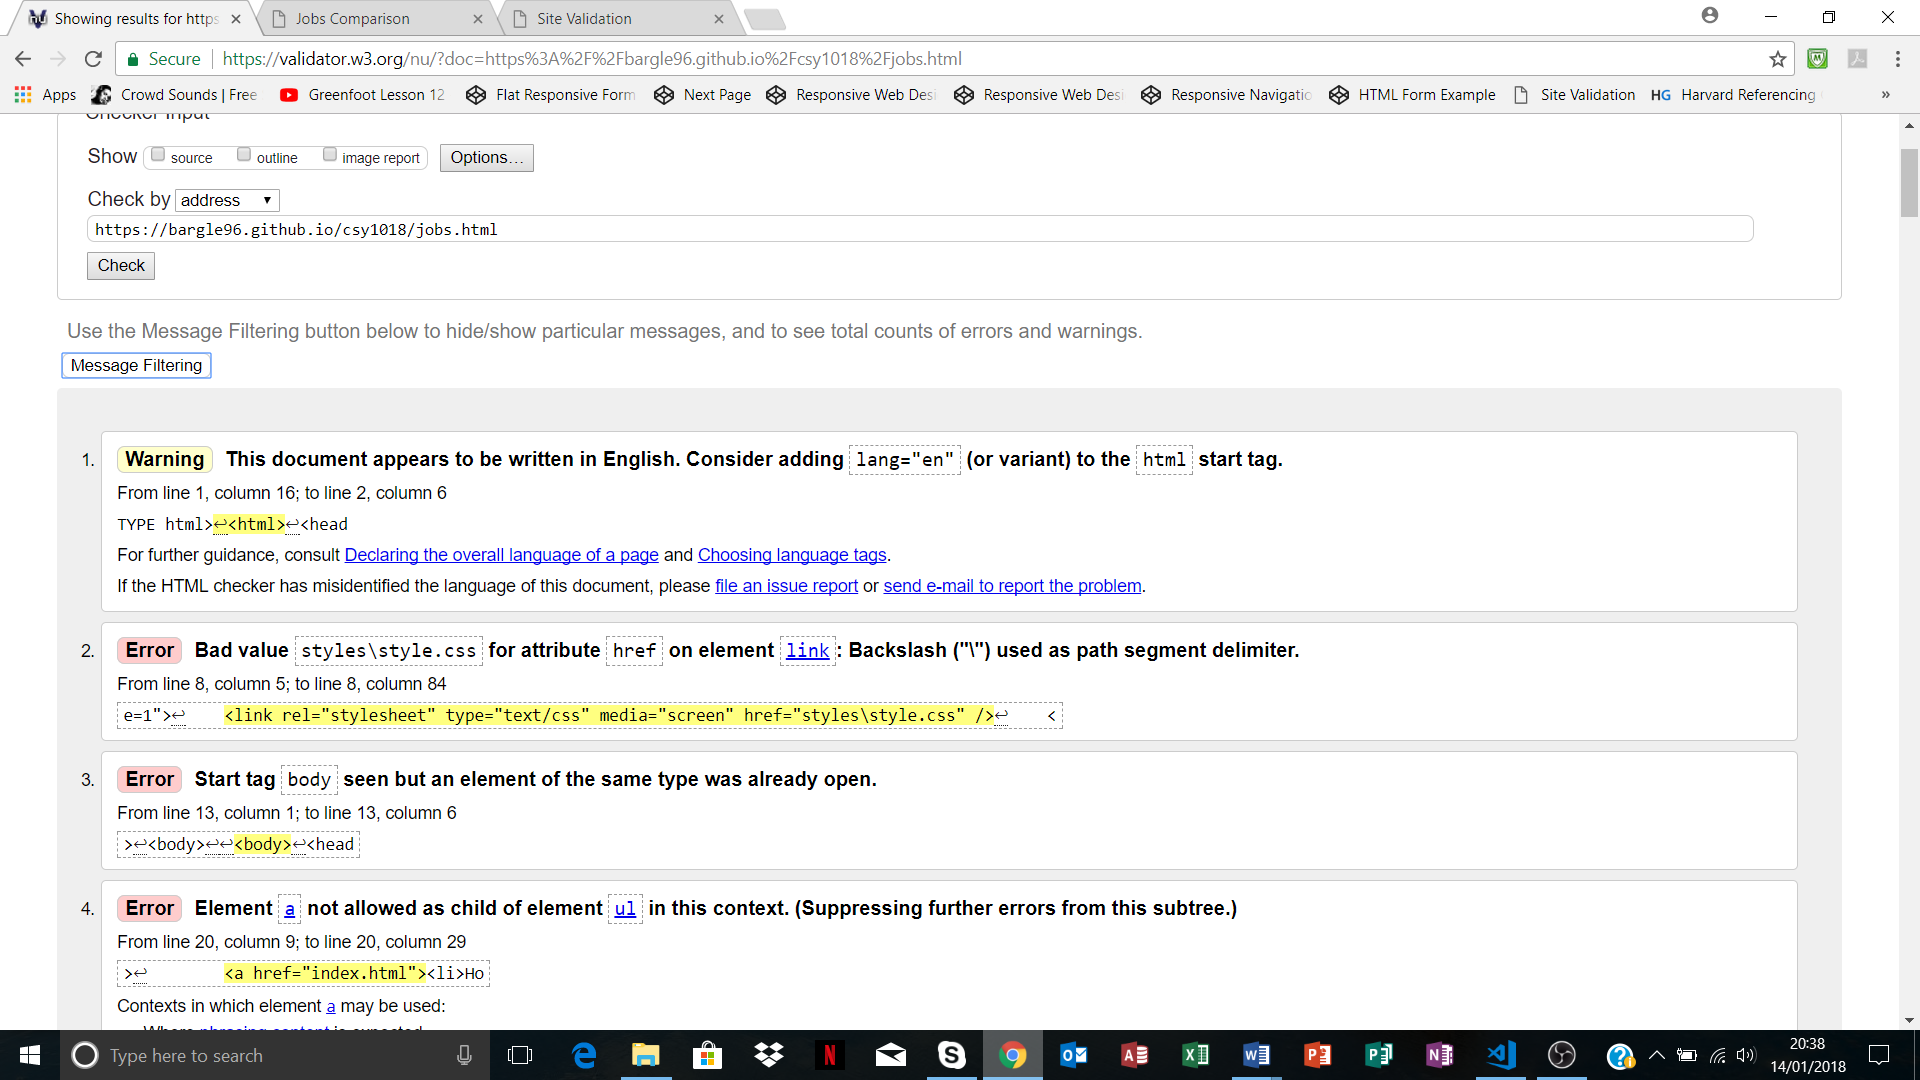 Showing results for https
Jobs Comparison
Site Validation
Secure
https://validator.w3.org/nu/?doc=https%3A%2F%2Fbargle96.github.io%2Fcsy1018%2Fjobs.html
Apps
Crowd Sounds | Free
Greenfoot Lesson 12
Flat Responsive Form
Next Page
Responsive Web Desi
Responsive Web Desi
Responsive Navigatio
HTML Form Example
Site Validation
HG Harvard Referencing
»
Checker Input
Show source outline image report Options...
Check by address
https://bargle96.github.io/csy1018/jobs.html
Check
Use the Message Filtering button below to hide/show particular messages, and to see total counts of errors and warnings.
Message Filtering
1. Warning This document appears to be written in English. Consider adding lang="en" (or variant) to the html start tag.
From line 1, column 16; to line 2, column 6
TYPE html>↩<html>↩<head
For further guidance, consult Declaring the overall language of a page and Choosing language tags.
If the HTML checker has misidentified the language of this document, please file an issue report or send e-mail to report the problem.
2. Error Bad value styles\style.css for attribute href on element link: Backslash ("\") used as path segment delimiter.
From line 8, column 5; to line 8, column 84
e=1">↩ <link rel="stylesheet" type="text/css" media="screen" href="styles\style.css" />↩ <
3. Error Start tag body seen but an element of the same type was already open.
From line 13, column 1; to line 13, column 6
>↩<body>↩↩<body>↩<head
4. Error Element a not allowed as child of element ul in this context. (Suppressing further errors from this subtree.)
From line 20, column 9; to line 20, column 29
>↩ <a href="index.html"><li>Ho
Contexts in which element a may be used:
Where phrasing content is expected
Type here to search
20:38
14/01/2018